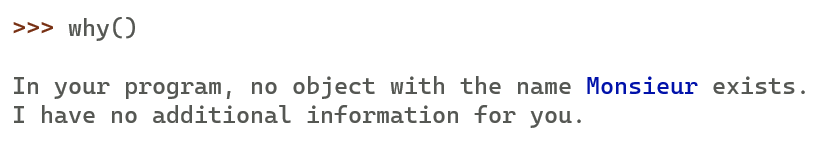 >>> why()
In your program, no object with the name Monsieur exists.
I have no additional information for you.